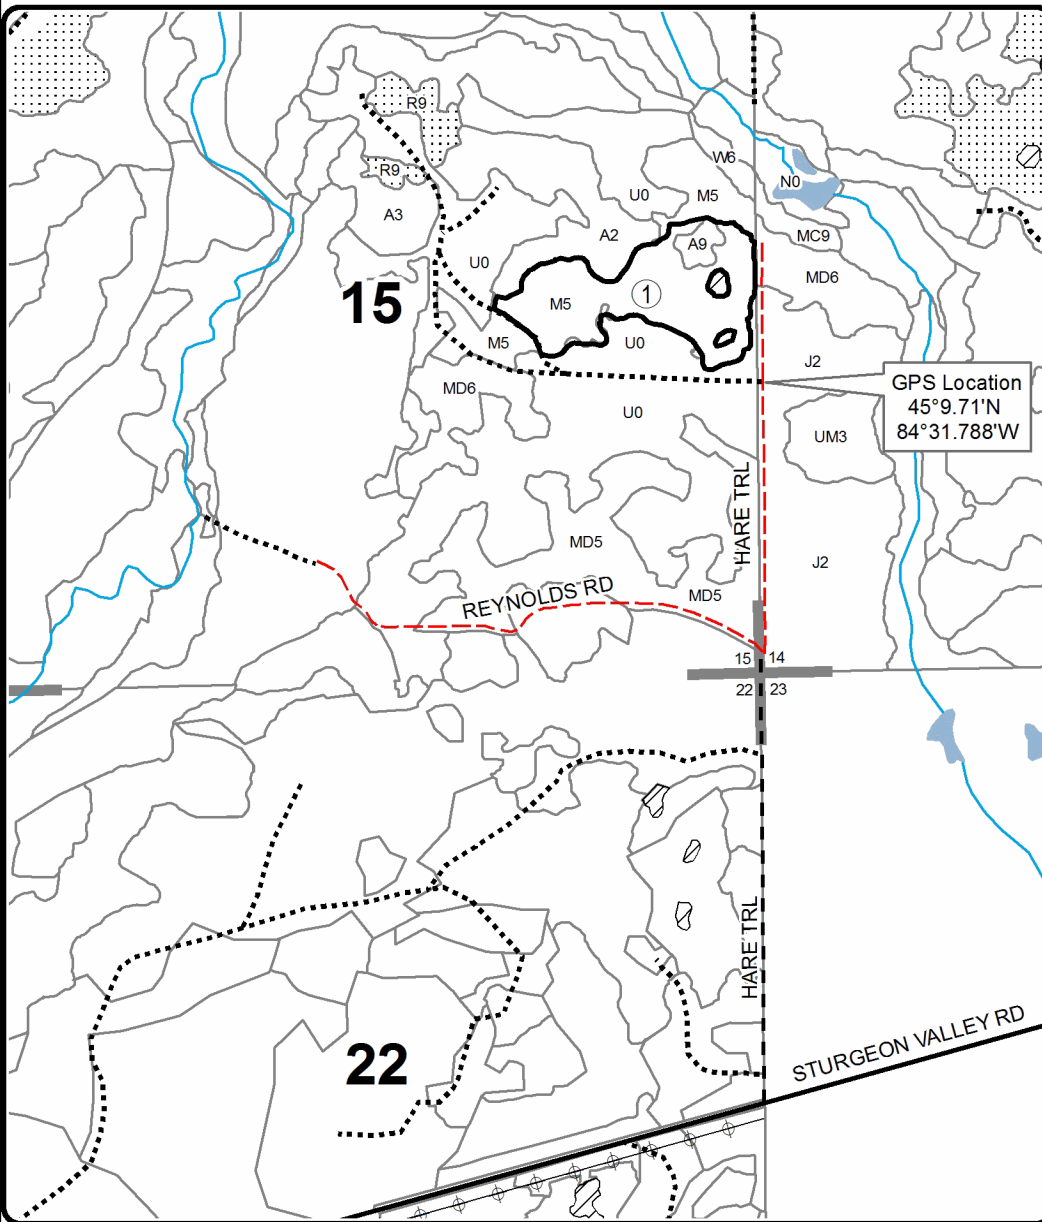 R9
W6
R9
N0
U0
M5
A3
A2
A9
MC9
U0
MD6
15
M5
1
M5
U0
J2
GPS Location
45°9.71'N
84°31.788'W
MD6
U0
UM3
HARE TRL
MD5
J2
REYNOLDS RD
MD5
15 14
22 23
HARE TRL
STURGEON VALLEY RD
22